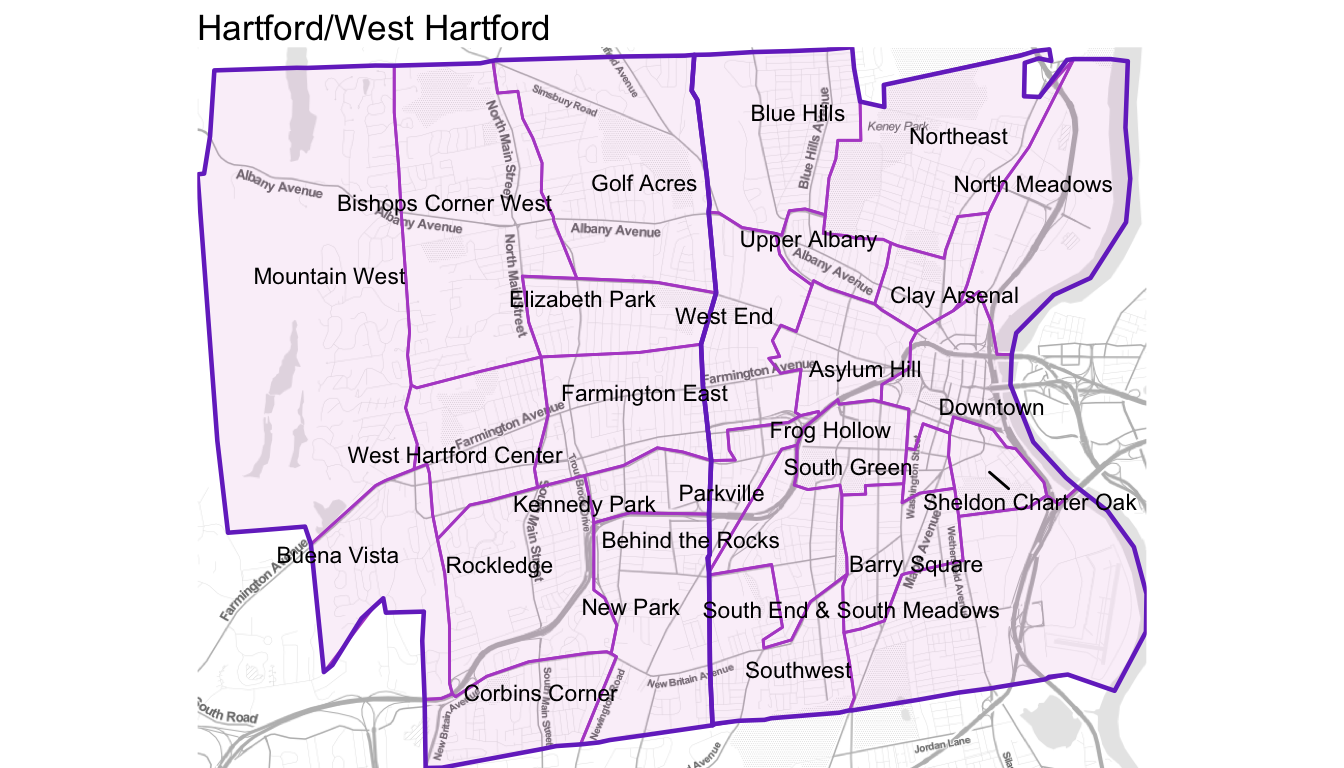 Hartford/West Hartford
Simsbury Road
Avenue
Blue Hills
Blue Hills Avenue
Keney Park
Northeast
North Main Street
Albany Avenue
Golf Acres
North Meadows
Bishops Corner West
Albany Avenue
Albany Avenue
Upper Albany
Albany Avenue
North Main Street
Mountain West
Elizabeth Park
West End
Clay Arsenal
Farmington Avenue
Asylum Hill
Farmington East
Downtown
Farmington Avenue
Frog Hollow
West Hartford Center
South Green
Washington Street
Trout Brook Drive
Kennedy Park
Parkville
Sheldon Charter Oak
South Main Street
Behind the Rocks
Buena Vista
Farmington Avenue
Rockledge
Barry Square
Main Avenue
Wethersfield Avenue
New Park
South End & South Meadows
Southwest
New Britain Avenue
Corbins Corner
South Main Street
Newington Road
New Britain Avenue
South Road
Jordan Lane
Avenue